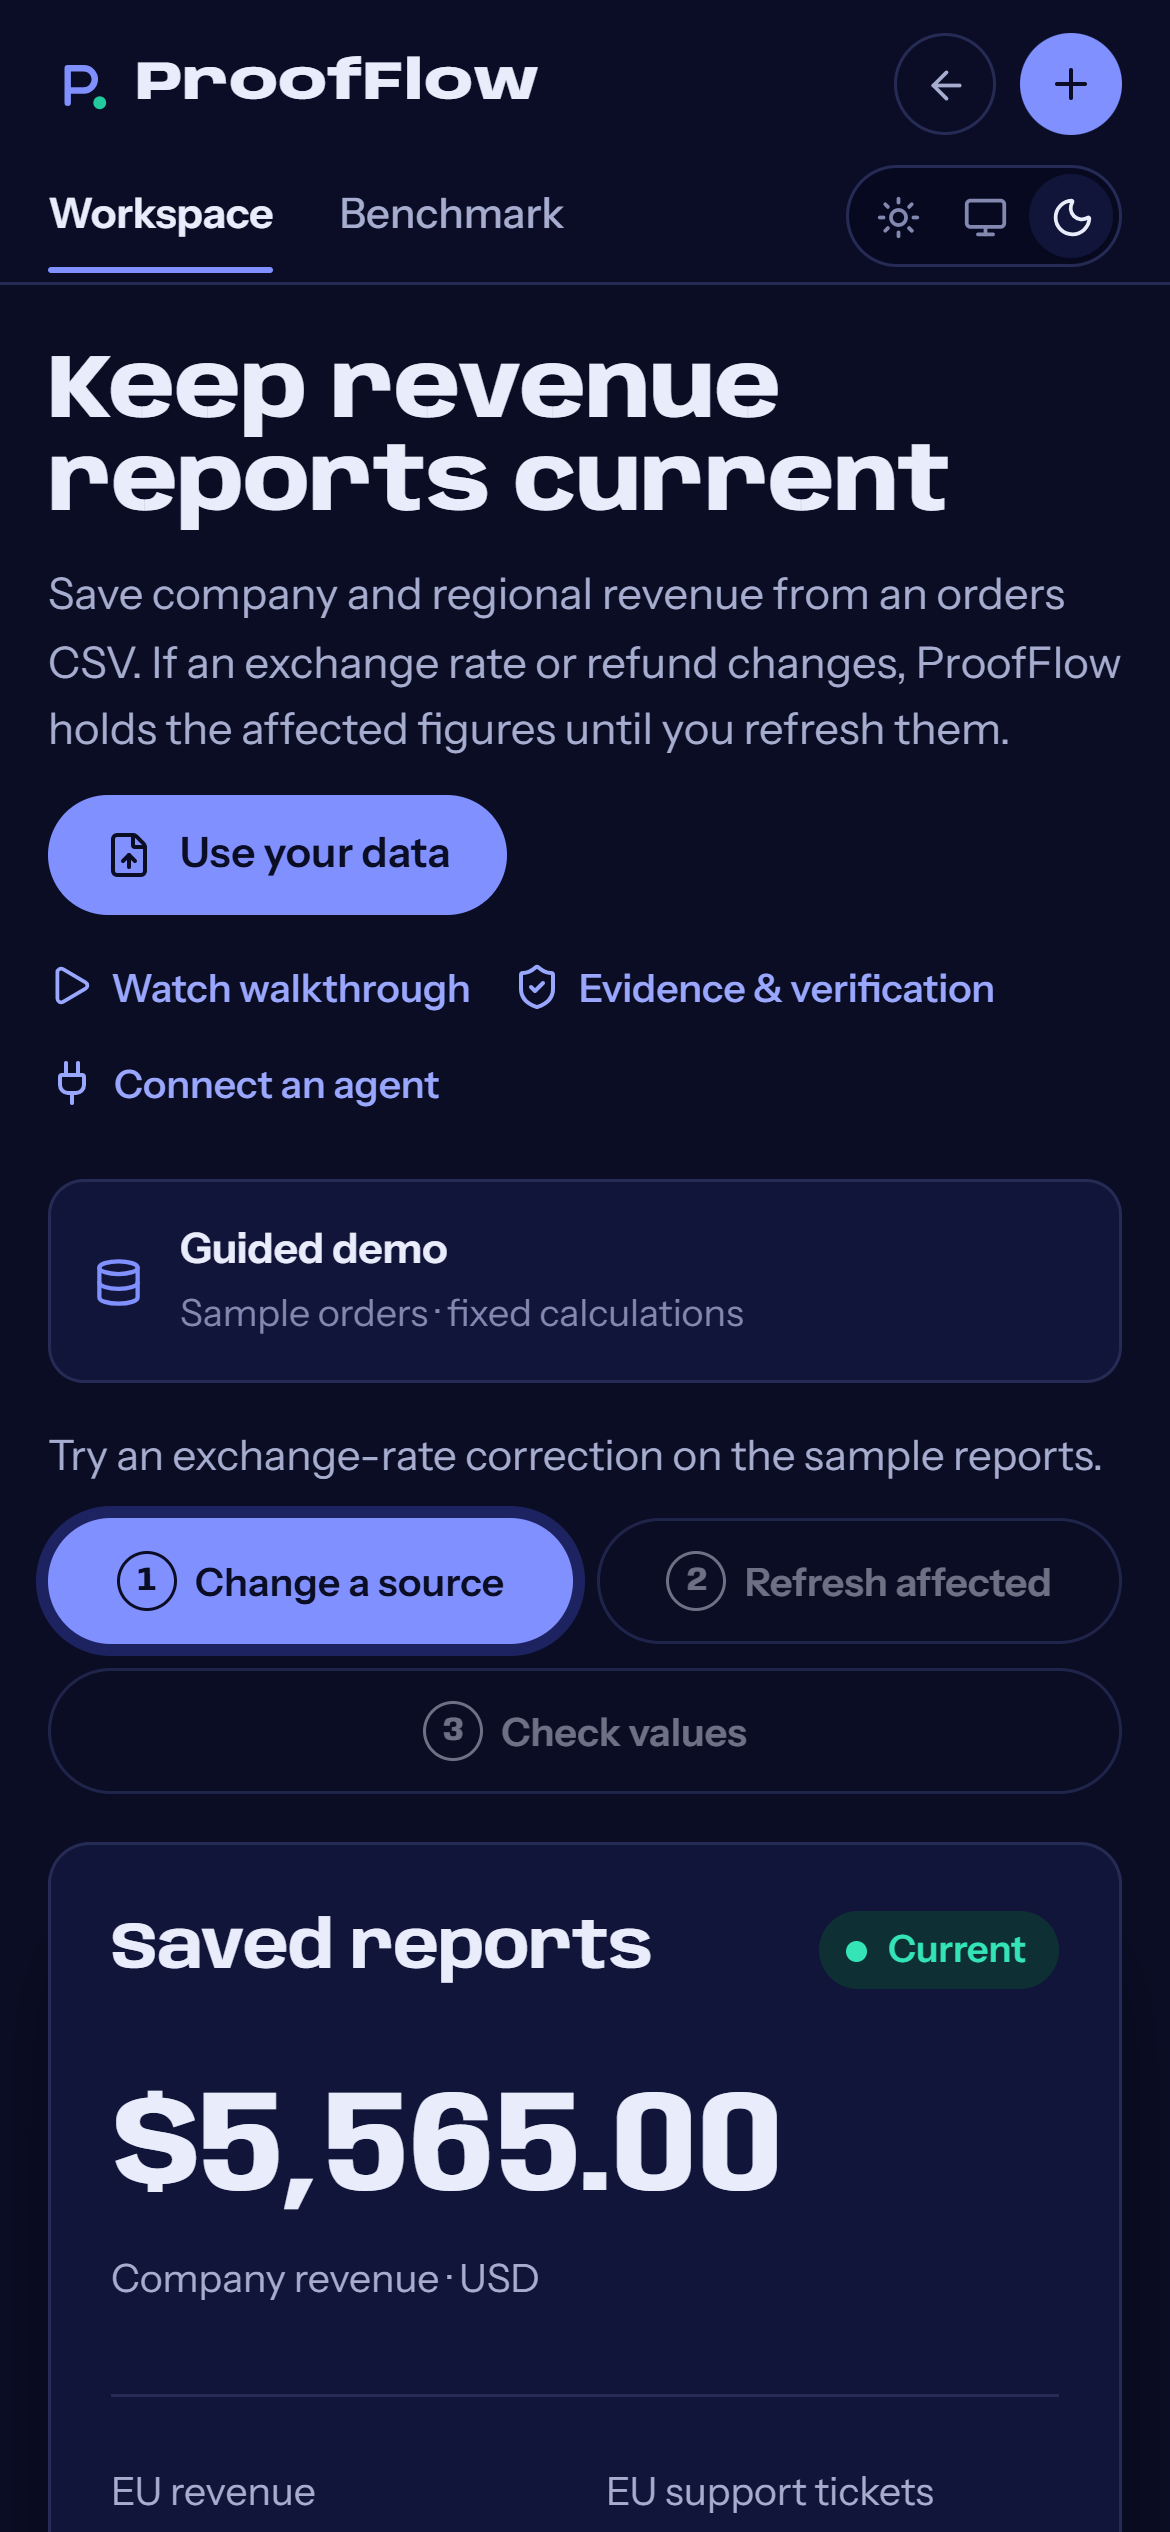 P. ProofFlow
Workspace Benchmark
Keep revenue
reports current
Save company and regional revenue from an orders
CSV. If an exchange rate or refund changes, ProofFlow
holds the affected figures until you refresh them.
Use your data
Watch walkthrough Evidence & verification
Connect an agent
Guided demo
Sample orders · fixed calculations
Try an exchange-rate correction on the sample reports.
1 Change a source 2 Refresh affected
3 Check values
Saved reports Current
$5,565.00
Company revenue · USD
EU revenue EU support tickets